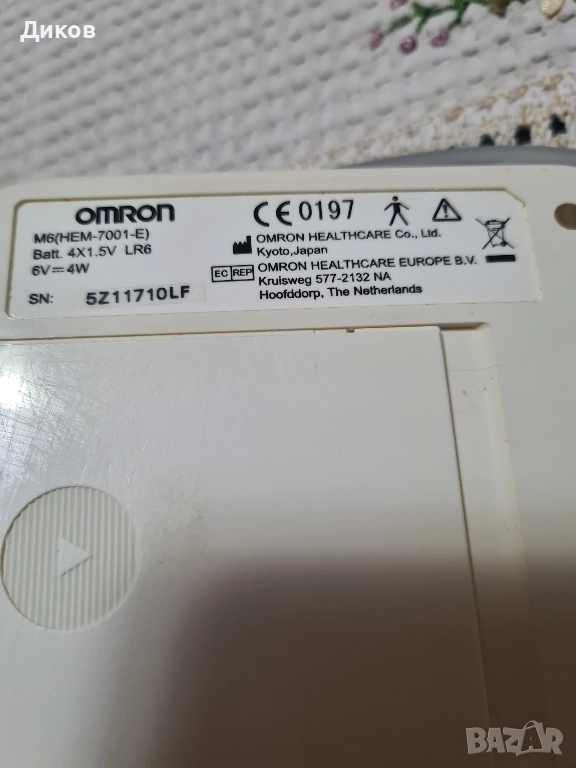 Диков
OMRON
M6(HEM-7001-E)
Batt. 4X1.5V LR6
6V⎓4W
SN: 5Z11710LF
CE 0197
OMRON HEALTHCARE Co., Ltd.
Kyoto,Japan
EC REP OMRON HEALTHCARE EUROPE B.V.
Kruisweg 577-2132 NA
Hoofddorp, The Netherlands
BAZAR